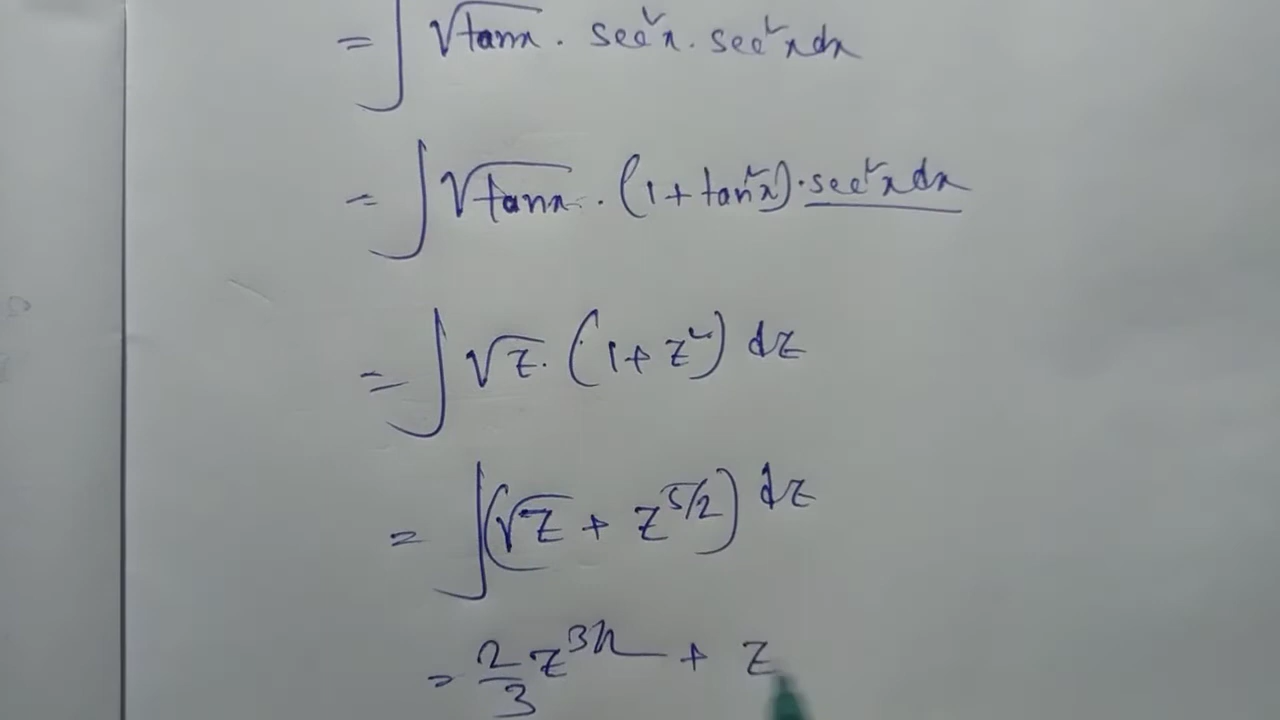 = ∫ √tanx · sec²x · sec²x dx
= ∫ √tanx · (1 + tan²x) · sec²x dx
= ∫ √z · (1 + z²) dz
= ∫ (√z + z^5/2) dz
= 2/3 z^3/2 + z